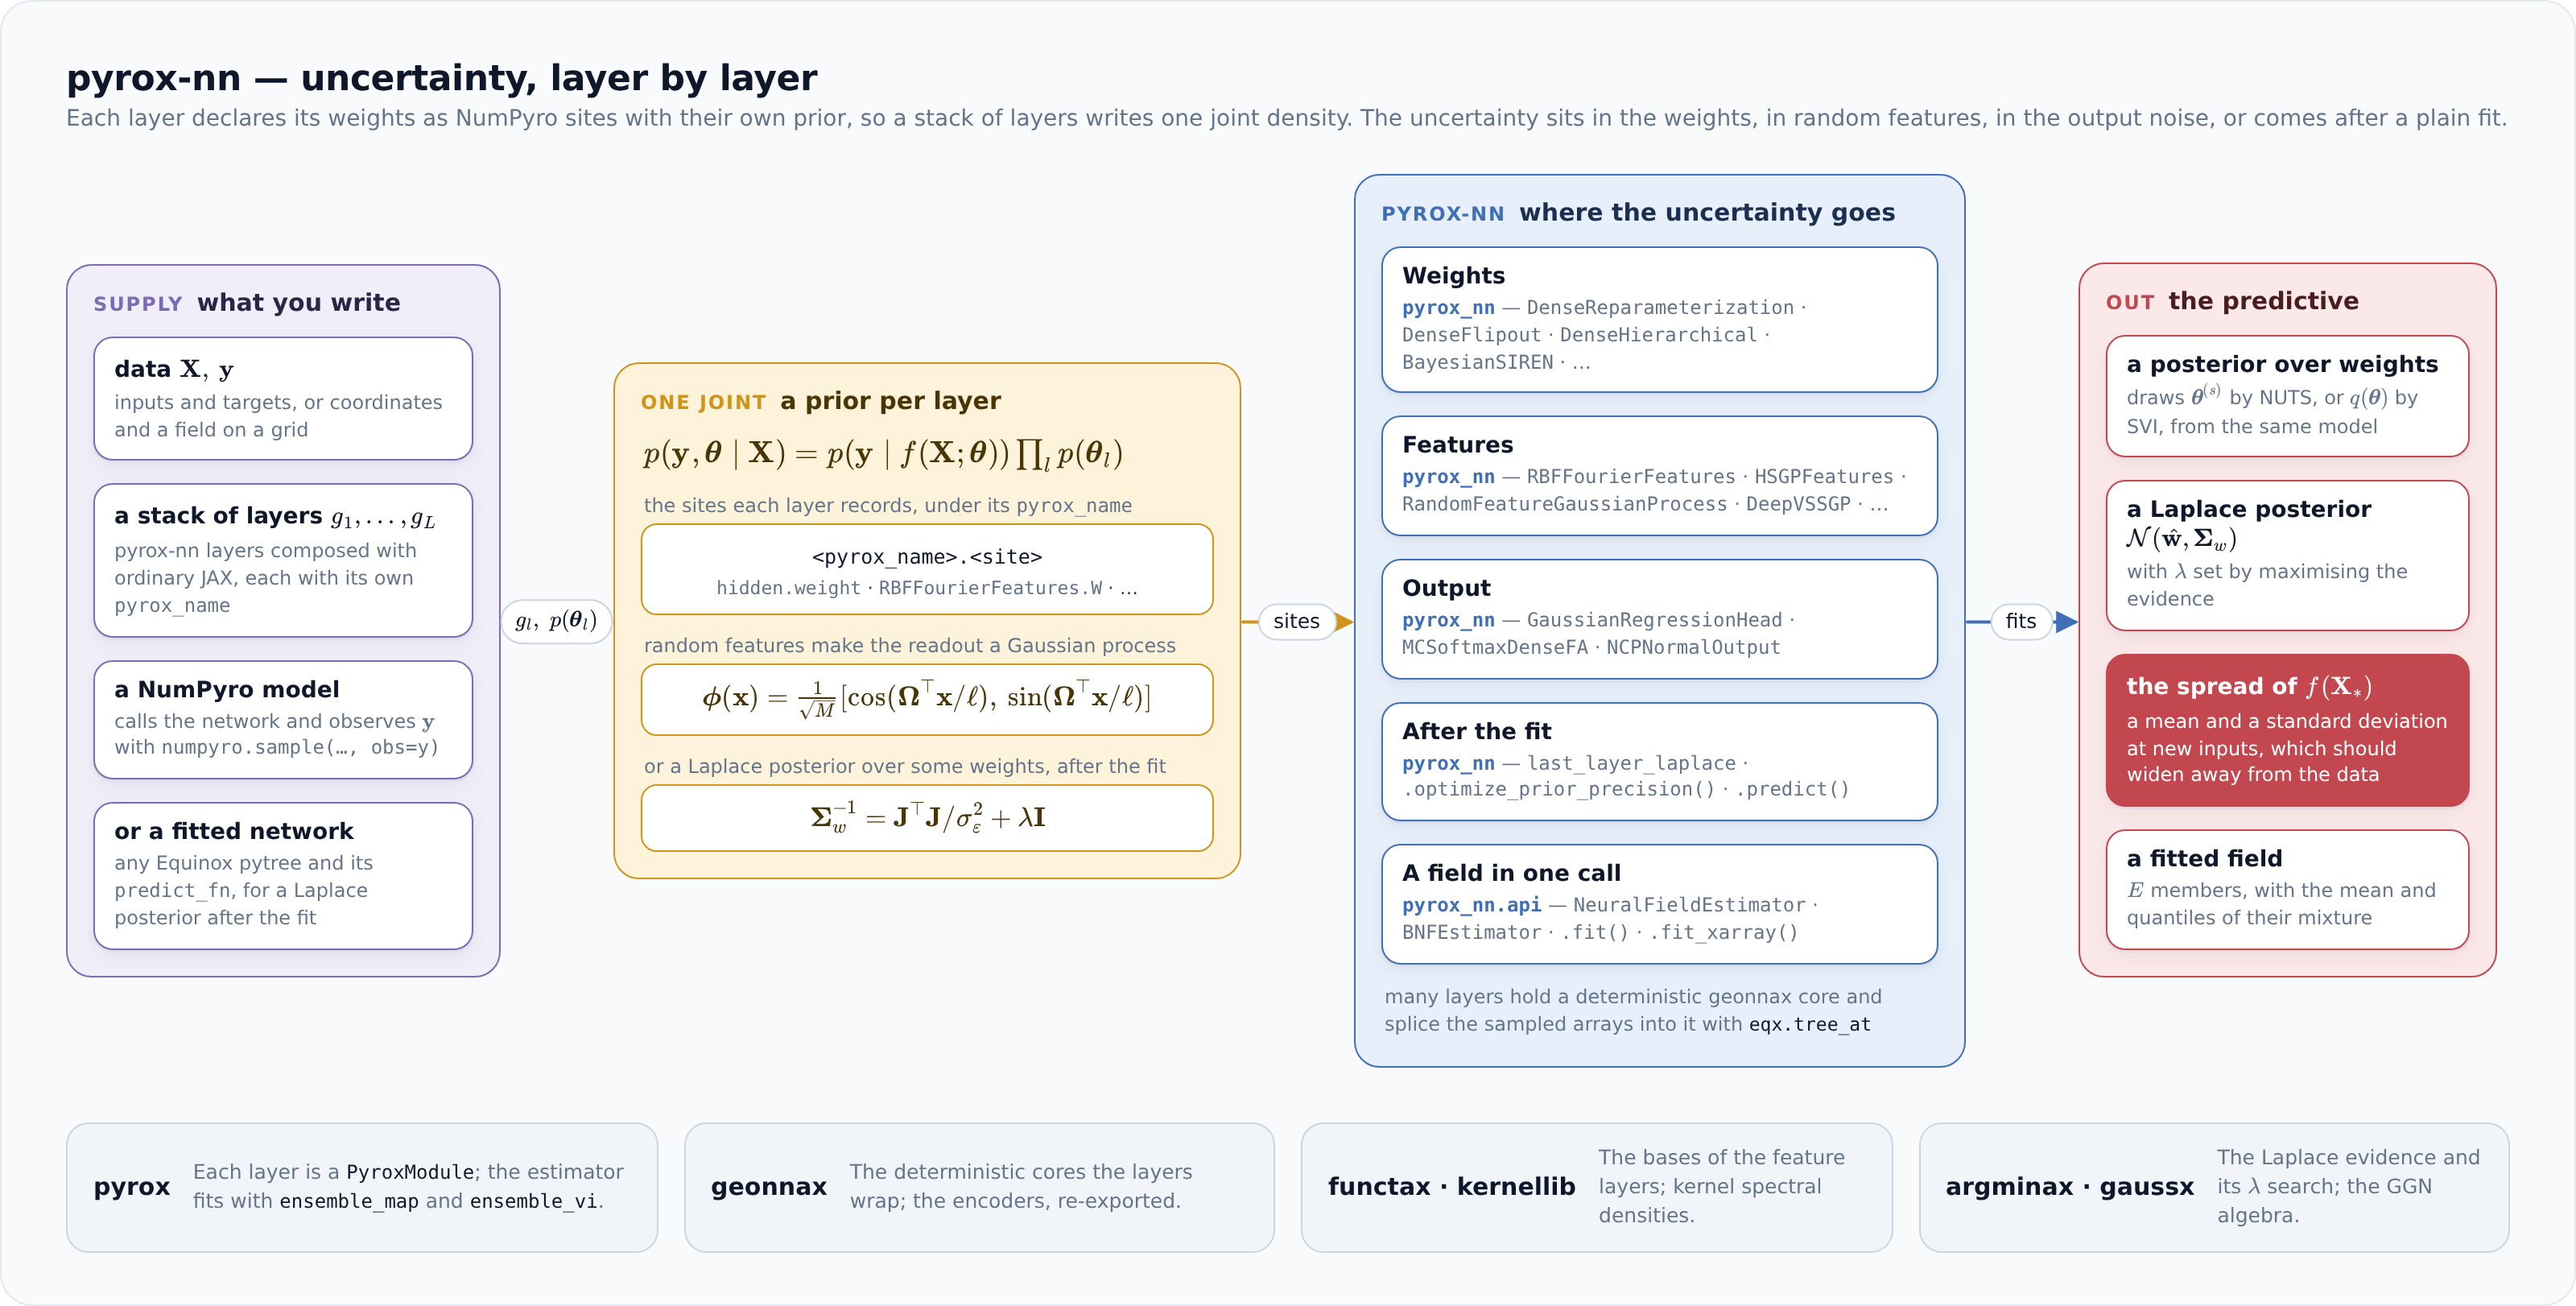 pyrox-nn — uncertainty, layer by layer
Each layer declares its weights as NumPyro sites with their own prior, so a stack of layers writes one joint density. The uncertainty sits in the weights, in random features, in the output noise, or comes after a plain fit.
SUPPLY what you write
data X, y
inputs and targets, or coordinates
and a field on a grid
a stack of layers g₁, . . . , g_L
pyrox-nn layers composed with
ordinary JAX, each with its own
pyrox_name
a NumPyro model
calls the network and observes y
with numpyro.sample(…, obs=y)
or a fitted network
any Equinox pytree and its
predict_fn, for a Laplace
posterior after the fit
g_l, p(θ_l)
ONE JOINT a prior per layer
p(y, θ | X) = p(y | f(X; θ)) ∏_l p(θ_l)
the sites each layer records, under its pyrox_name
<pyrox_name>.<site>
hidden.weight · RBFFourierFeatures.W · …
random features make the readout a Gaussian process
ϕ(x) = 1/√M [cos(Ω⊤x/ℓ), sin(Ω⊤x/ℓ)]
or a Laplace posterior over some weights, after the fit
Σ_w⁻¹ = J⊤J/σ_ε² + λI
sites
PYROX-NN where the uncertainty goes
Weights
pyrox_nn — DenseReparameterization ·
DenseFlipout · DenseHierarchical ·
BayesianSIREN · …
Features
pyrox_nn — RBFFourierFeatures · HSGPFeatures ·
RandomFeatureGaussianProcess · DeepVSSGP · …
Output
pyrox_nn — GaussianRegressionHead ·
MCSoftmaxDenseFA · NCPNormalOutput
After the fit
pyrox_nn — last_layer_laplace ·
.optimize_prior_precision() · .predict()
A field in one call
pyrox_nn.api — NeuralFieldEstimator ·
BNFEstimator · .fit() · .fit_xarray()
many layers hold a deterministic geonnax core and
splice the sampled arrays into it with eqx.tree_at
fits
OUT the predictive
a posterior over weights
draws θ⁽ˢ⁾ by NUTS, or q(θ) by
SVI, from the same model
a Laplace posterior
𝒩(ŵ, Σ_w)
with λ set by maximising the
evidence
the spread of f(X_*)
a mean and a standard deviation
at new inputs, which should
widen away from the data
a fitted field
E members, with the mean and
quantiles of their mixture
pyrox
Each layer is a PyroxModule; the estimator
fits with ensemble_map and ensemble_vi.
geonnax
The deterministic cores the layers
wrap; the encoders, re-exported.
functax · kernellib
The bases of the feature
layers; kernel spectral
densities.
argminax · gaussx
The Laplace evidence and
its λ search; the GGN
algebra.